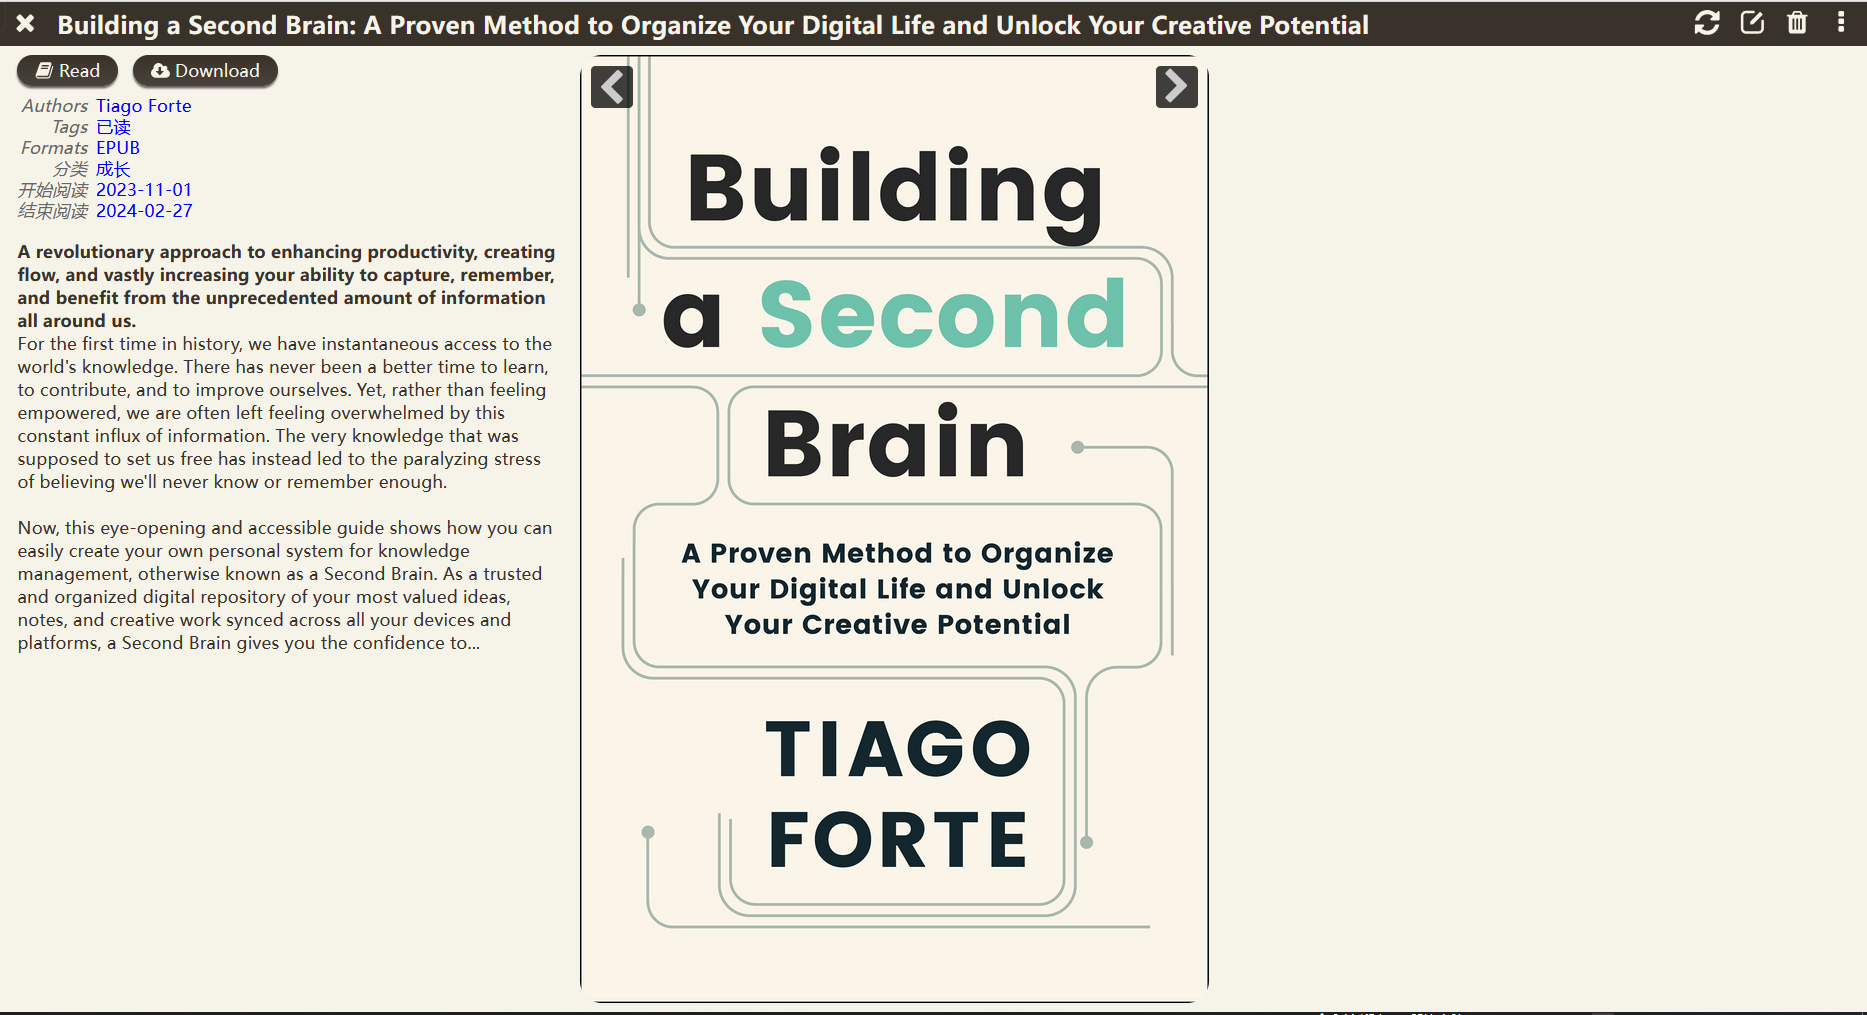 Building a Second Brain: A Proven Method to Organize Your Digital Life and Unlock Your Creative Potential
Read
Download
Authors Tiago Forte
Tags 已读
Formats EPUB
分类 成长
开始阅读 2023-11-01
结束阅读 2024-02-27
A revolutionary approach to enhancing productivity, creating
flow, and vastly increasing your ability to capture, remember,
and benefit from the unprecedented amount of information
all around us.
For the first time in history, we have instantaneous access to the
world's knowledge. There has never been a better time to learn,
to contribute, and to improve ourselves. Yet, rather than feeling
empowered, we are often left feeling overwhelmed by this
constant influx of information. The very knowledge that was
supposed to set us free has instead led to the paralyzing stress
of believing we'll never know or remember enough.
Now, this eye-opening and accessible guide shows how you can
easily create your own personal system for knowledge
management, otherwise known as a Second Brain. As a trusted
and organized digital repository of your most valued ideas,
notes, and creative work synced across all your devices and
platforms, a Second Brain gives you the confidence to...
Building
a Second
Brain
A Proven Method to Organize
Your Digital Life and Unlock
Your Creative Potential
TIAGO
FORTE